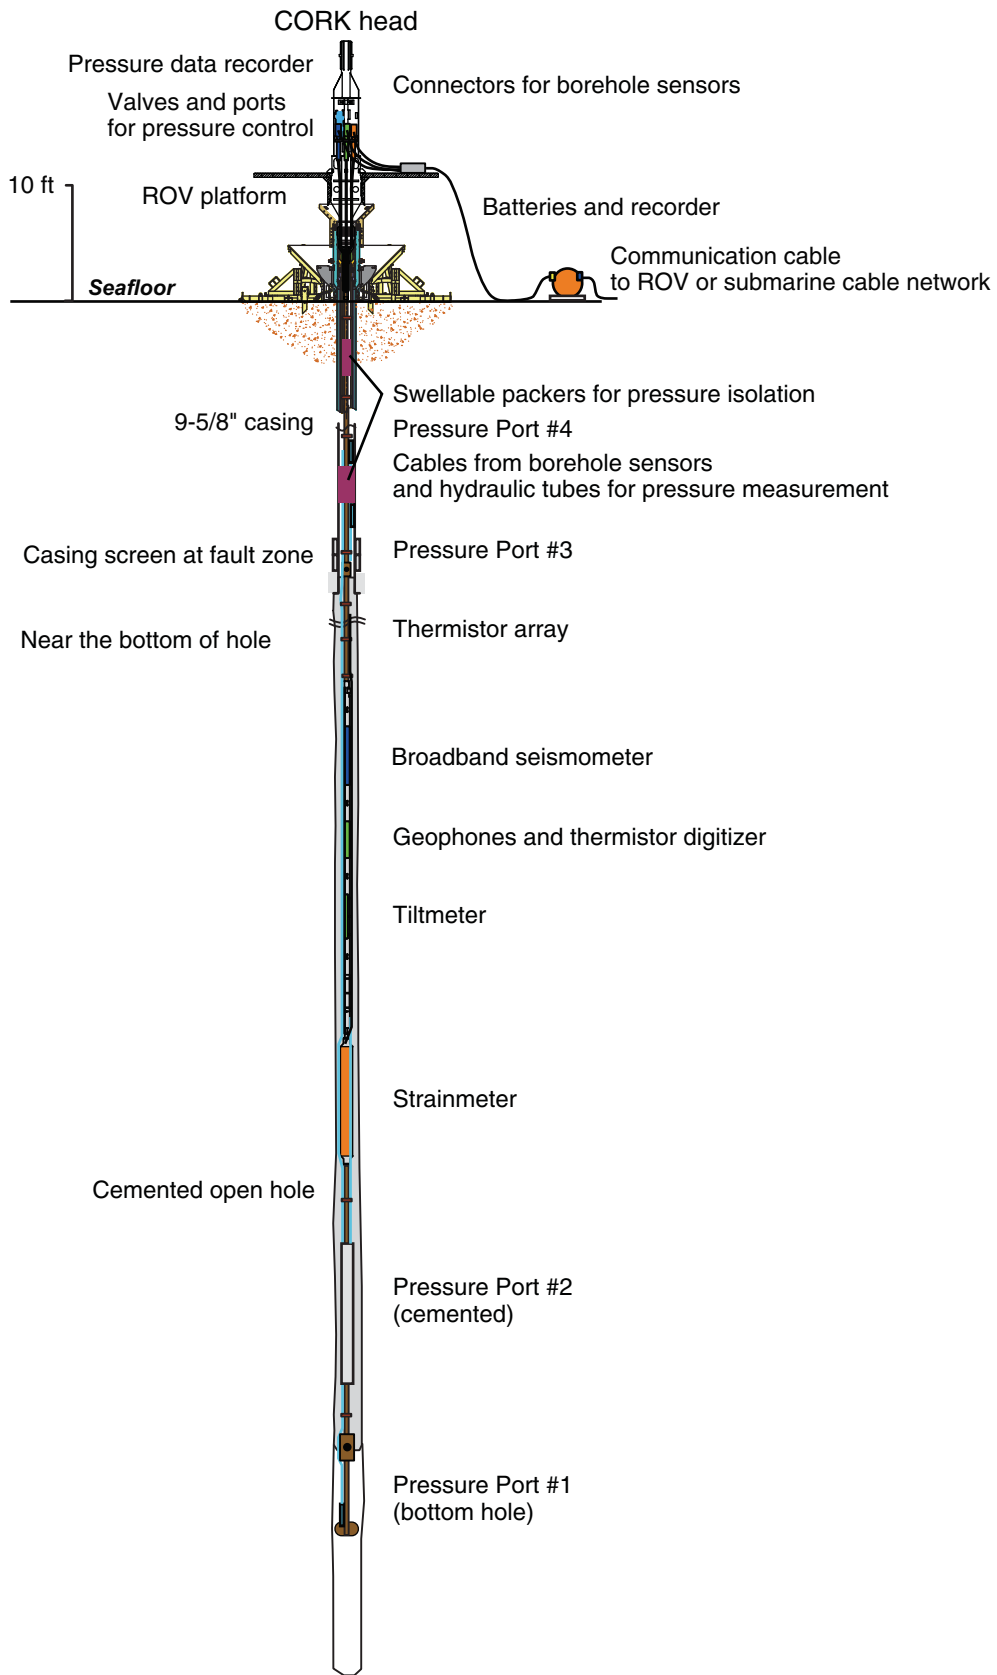 CORK head
Pressure data recorder
Connectors for borehole sensors
Valves and ports
for pressure control
10 ft
ROV platform
Batteries and recorder
Communication cable
to ROV or submarine cable network
Seafloor
Swellable packers for pressure isolation
9-5/8" casing
Pressure Port #4
Cables from borehole sensors
and hydraulic tubes for pressure measurement
Casing screen at fault zone
Pressure Port #3
Near the bottom of hole
Thermistor array
Broadband seismometer
Geophones and thermistor digitizer
Tiltmeter
Strainmeter
Cemented open hole
Pressure Port #2
(cemented)
Pressure Port #1
(bottom hole)